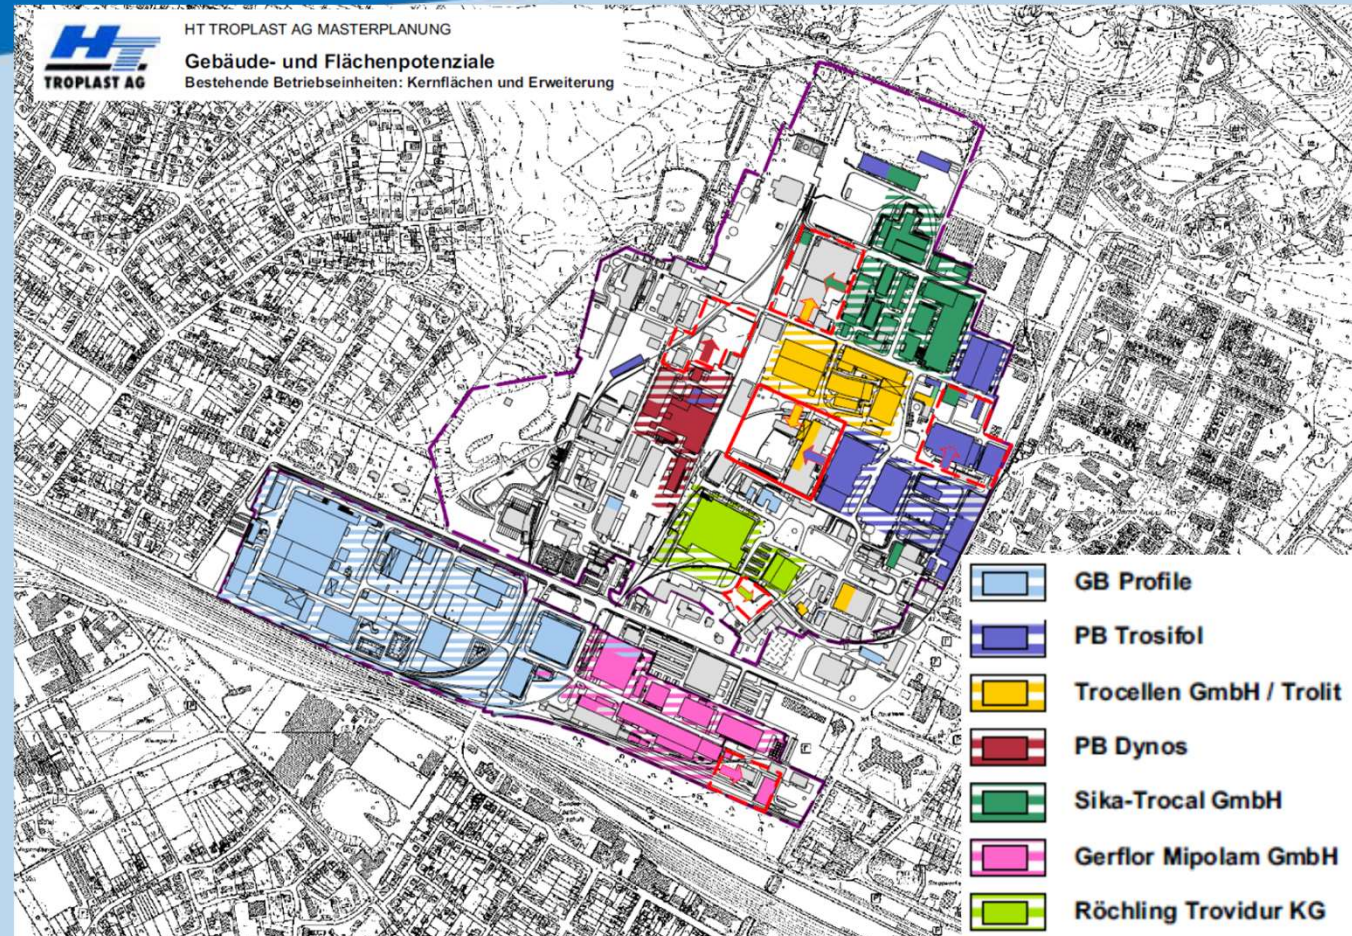 HT
TROPLAST AG
HT TROPLAST AG MASTERPLANUNG
Gebäude- und Flächenpotenziale
Bestehende Betriebseinheiten: Kernflächen und Erweiterung
GB Profile
PB Trosifol
Trocellen GmbH / Trolit
PB Dynos
Sika-Trocal GmbH
Gerflor Mipolam GmbH
Röchling Trovidur KG